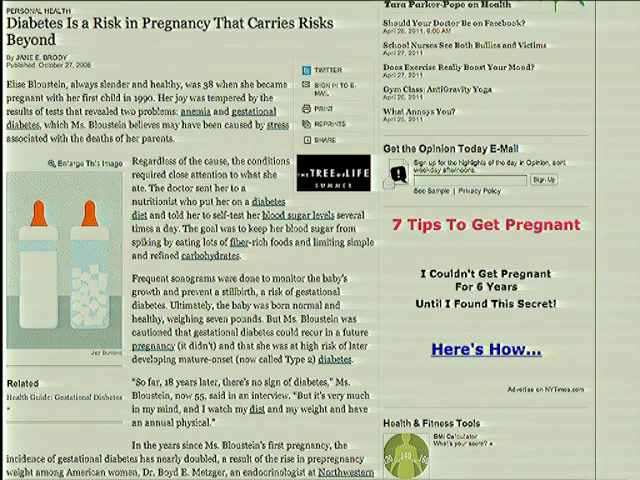 PERSONAL HEALTH
Diabetes Is a Risk in Pregnancy That Carries Risks
Beyond
By JANE E. BRODY
Published: October 27, 2008
Elise Bloustein, always slender and healthy, was 38 when she became
pregnant with her first child in 1990. Her joy was tempered by the
results of tests that revealed two problems: anemia and gestational
diabetes, which Ms. Bloustein believes may have been caused by stress
associated with the deaths of her parents.
TWITTER
SIGN IN TO E-
MAIL
PRINT
REPRINTS
SHARE
THE TREE OF LIFE
SUMMER
Enlarge This Image
Jez Burrows
Related
Health Guide: Gestational Diabetes
»
Regardless of the cause, the conditions
required close attention to what she
ate. The doctor sent her to a
nutritionist who put her on a diabetes
diet and told her to self-test her blood sugar levels several
times a day. The goal was to keep her blood sugar from
spiking by eating lots of fiber-rich foods and limiting simple
and refined carbohydrates.
Frequent sonograms were done to monitor the baby's
growth and prevent a stillbirth, a risk of gestational
diabetes. Ultimately, the baby was born normal and
healthy, weighing seven pounds. But Ms. Bloustein was
cautioned that gestational diabetes could recur in a future
pregnancy (it didn't) and that she was at high risk of later
developing mature-onset (now called Type 2) diabetes.
"So far, 18 years later, there's no sign of diabetes," Ms.
Bloustein, now 55, said in an interview. "But it's very much
in my mind, and I watch my diet and my weight and have
an annual physical."
In the years since Ms. Bloustein's first pregnancy, the
incidence of gestational diabetes has nearly doubled, a result of the rise in prepregnancy
weight among American women, Dr. Boyd E. Metzger, an endocrinologist at Northwestern
Tara Parker-Pope on Health
Should Your Doctor Be on Facebook?
April 28, 2011, 6:00 AM
School Nurses See Both Bullies and Victims
April 27, 2011
Does Exercise Really Boost Your Mood?
April 27, 2011
Gym Class: AntiGravity Yoga
April 26, 2011
What Annoys You?
April 25, 2011
Get the Opinion Today E-Mail
Sign up for the highlights of the day in Opinion, sent
weekday afternoons.
Sign Up
See Sample | Privacy Policy
7 Tips To Get Pregnant
I Couldn't Get Pregnant
For 6 Years
Until I Found This Secret!
Here's How...
Advertise on NYTimes.com
Health & Fitness Tools
BMI Calculator
What's your score? »
120 140 160